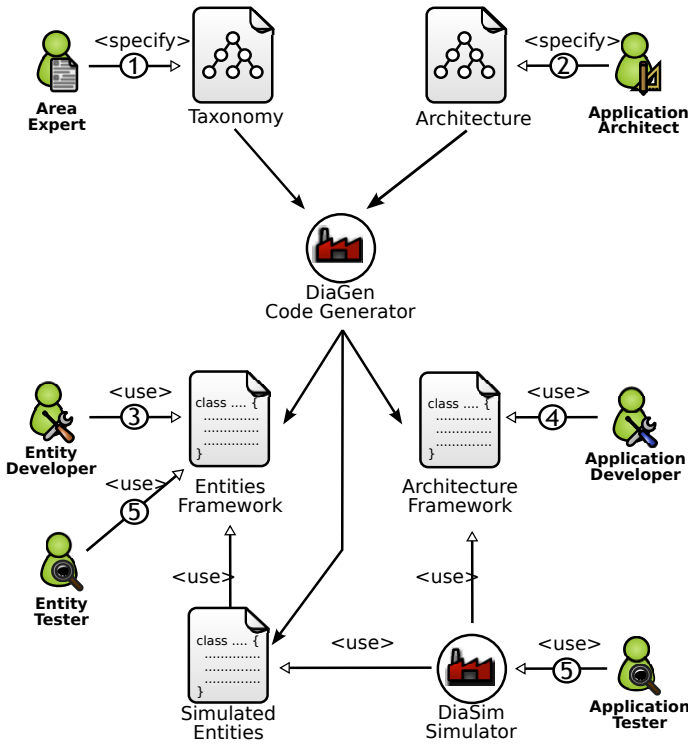 <specify>
<specify>
1
2
Area
Expert
Taxonomy
Architecture
Application
Architect
DiaGen
Code Generator
<use>
class .... {
..............
..............
..............
}
class .... {
..............
..............
..............
}
<use>
3
4
Entity
Developer
<use>
5
Entities
Framework
Architecture
Framework
Application
Developer
<use>
<use>
Entity
Tester
class .... {
..............
..............
..............
}
<use>
<use>
5
Simulated
Entities
DiaSim
Simulator
Application
Tester